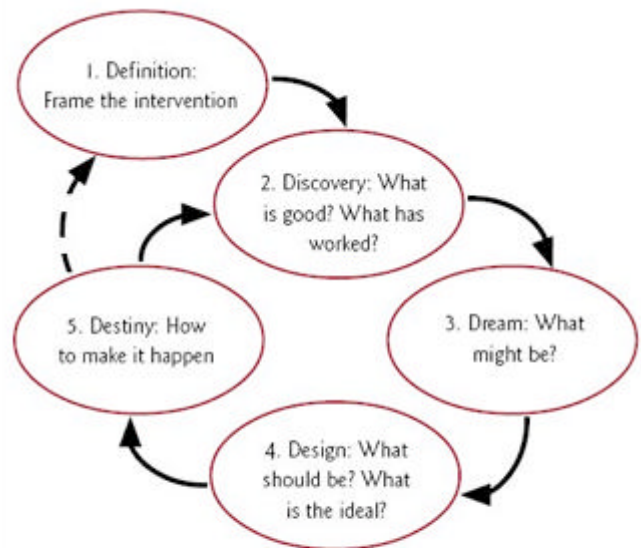 1. Definition:
Frame the intervention
2. Discovery: What
is good? What has
worked?
3. Dream: What
might be?
4. Design: What
should be? What
is the ideal?
5. Destiny: How
to make it happen